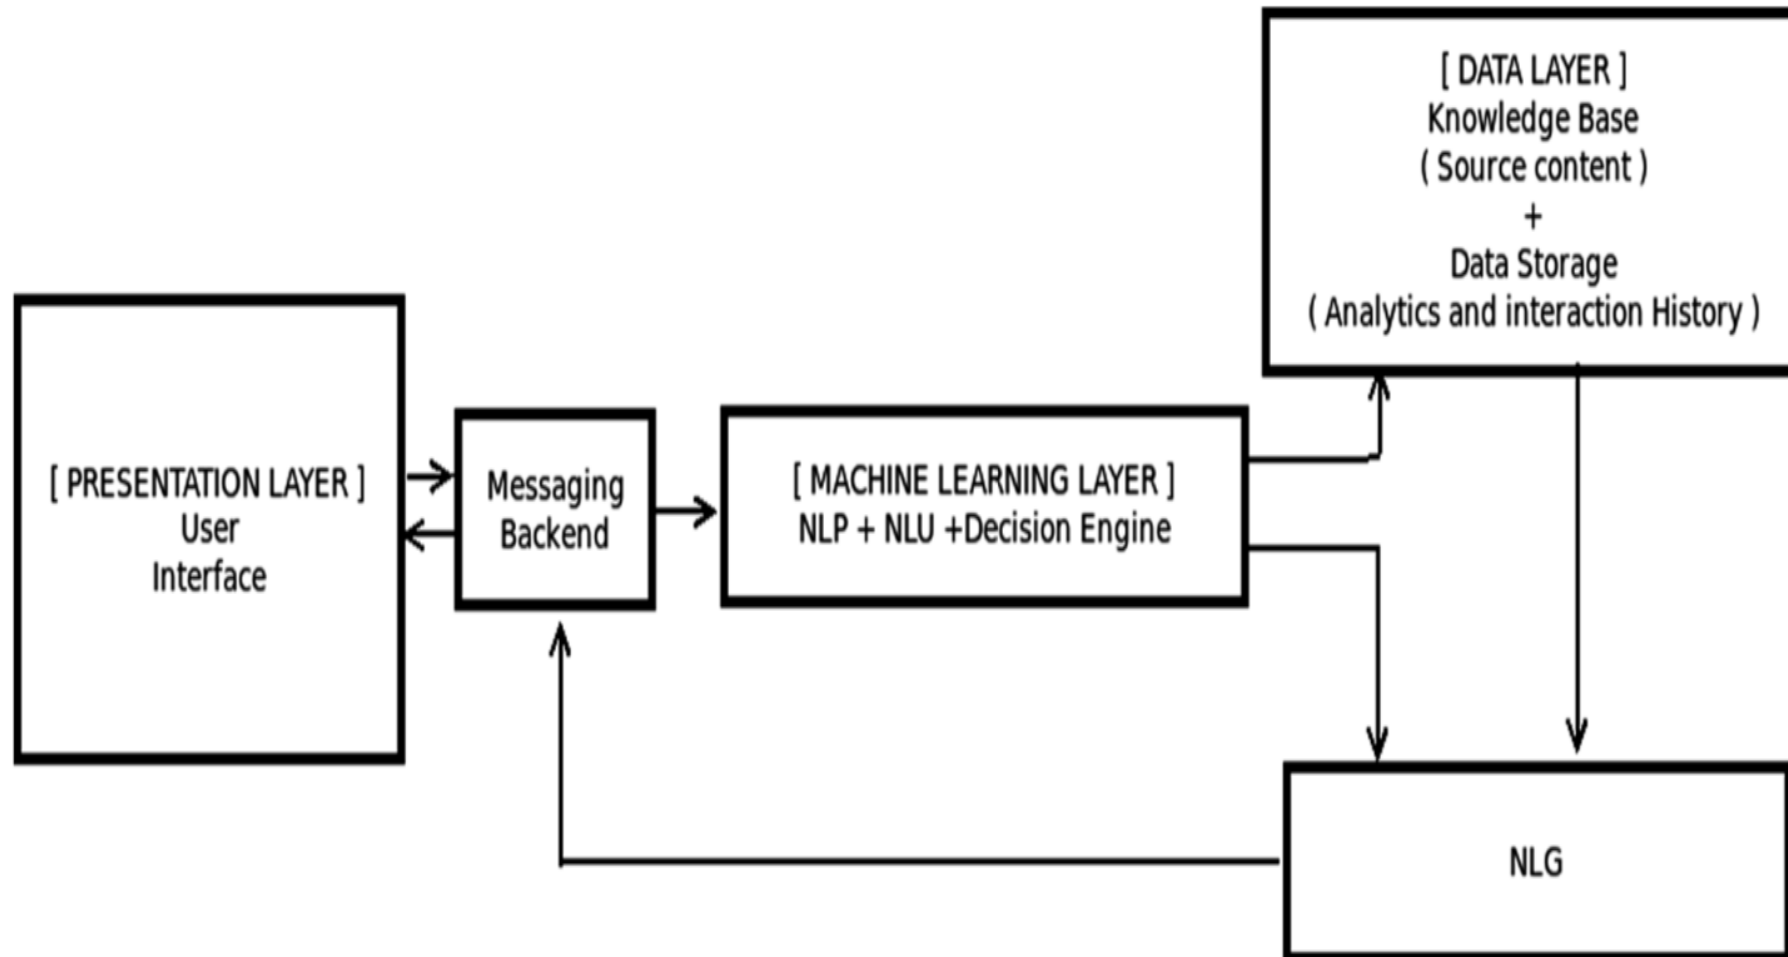 [ PRESENTATION LAYER ]
User
Interface
Messaging
Backend
[ MACHINE LEARNING LAYER ]
NLP + NLU +Decision Engine
[ DATA LAYER ]
Knowledge Base
( Source content )
+
Data Storage
( Analytics and interaction History )
NLG